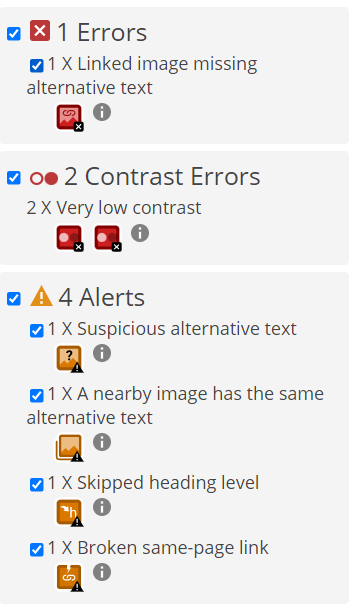 1 Errors
1 X Linked image missing
alternative text
2 Contrast Errors
2 X Very low contrast
4 Alerts
1 X Suspicious alternative text
1 X A nearby image has the same
alternative text
1 X Skipped heading level
1 X Broken same-page link